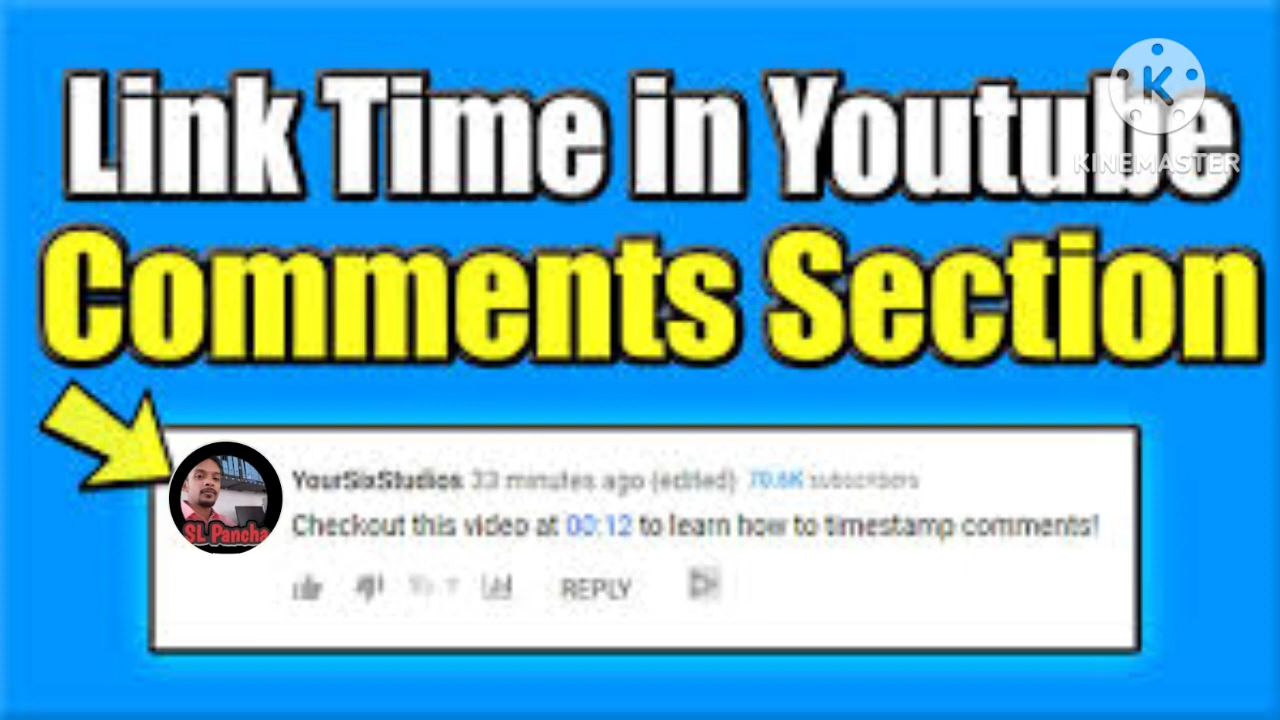 Link Time in Youtube
K
KINEMASTER
Comments Section
YourSixStudios 33 minutes ago (edited) 70.6K subscribers
Checkout this video at 00:12 to learn how to timestamp comments!
SL Pancha
REPLY